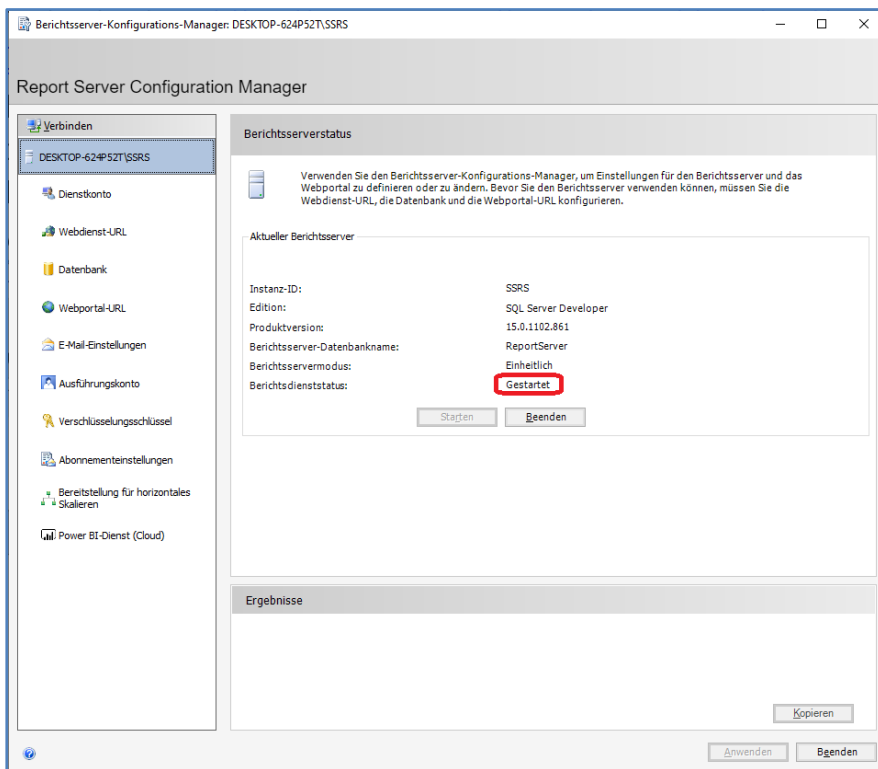 Berichtsserver-Konfigurations-Manager: DESKTOP-624P52T\SSRS
Report Server Configuration Manager
Verbinden
DESKTOP-624P52T\SSRS
Dienstkonto
Webdienst-URL
Datenbank
Webportal-URL
E-Mail-Einstellungen
Ausführungskonto
Verschlüsselungsschlüssel
Abonnementeinstellungen
Bereitstellung für horizontales
Skalieren
Power BI-Dienst (Cloud)
Berichtsserverstatus
Verwenden Sie den Berichtsserver-Konfigurations-Manager, um Einstellungen für den Berichtsserver und das
Webportal zu definieren oder zu ändern. Bevor Sie den Berichtsserver verwenden können, müssen Sie die
Webdienst-URL, die Datenbank und die Webportal-URL konfigurieren.
Aktueller Berichtsserver
Instanz-ID: SSRS
Edition: SQL Server Developer
Produktversion: 15.0.1102.861
Berichtsserver-Datenbankname: ReportServer
Berichtsservermodus: Einheitlich
Berichtsdienststatus: Gestartet
Starten Beenden
Ergebnisse
Kopieren
Anwenden Beenden